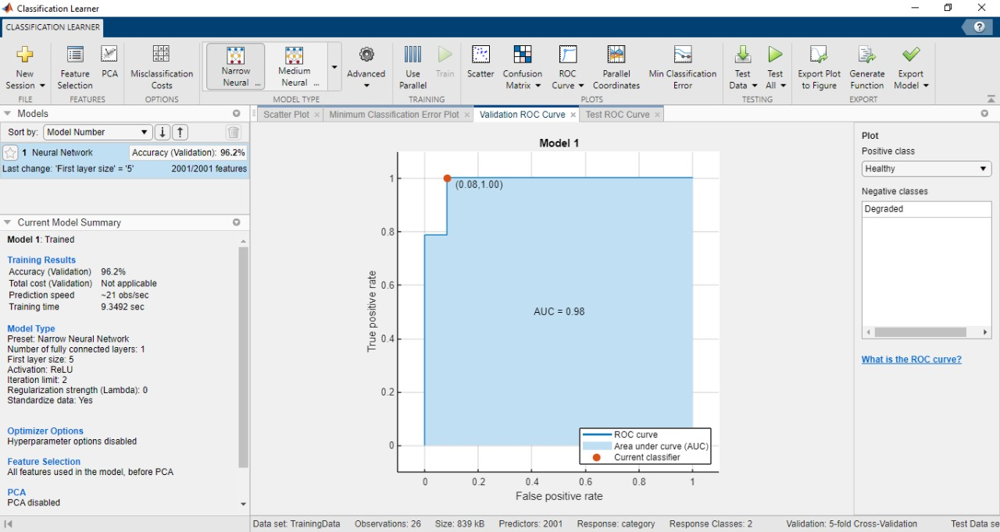 Classification Learner
CLASSIFICATION LEARNER
?
New
Session
Feature
Selection
PCA
Misclassification
Costs
Narrow
Neural ...
Medium
Neural ...
Advanced
Use
Parallel
Train
Scatter
Confusion
Matrix
ROC
Curve
Parallel
Coordinates
Min Classification
Error
Test
Data
Test
All
Export Plot
to Figure
Generate
Function
Export
Model
FILE
FEATURES
OPTIONS
MODEL TYPE
TRAINING
PLOTS
TESTING
EXPORT
Models
Sort by: Model Number
1 Neural Network
Accuracy (Validation): 96.2%
Last change: 'First layer size' = '5'
2001/2001 features
Current Model Summary
Model 1: Trained
Training Results
Accuracy (Validation) 96.2%
Total cost (Validation) Not applicable
Prediction speed ~21 obs/sec
Training time 9.3492 sec
Model Type
Preset: Narrow Neural Network
Number of fully connected layers: 1
First layer size: 5
Activation: ReLU
Iteration limit: 2
Regularization strength (Lambda): 0
Standardize data: Yes
Optimizer Options
Hyperparameter options disabled
Feature Selection
All features used in the model, before PCA
PCA
PCA disabled
Scatter Plot
Minimum Classification Error Plot
Validation ROC Curve
Test ROC Curve
Model 1
1
0.8
0.6
0.4
0.2
0
True positive rate
(0.08,1.00)
AUC = 0.98
ROC curve
Area under curve (AUC)
Current classifier
0 0.2 0.4 0.6 0.8 1
False positive rate
Plot
Positive class
Healthy
Negative classes
Degraded
What is the ROC curve?
Data set: TrainingData Observations: 26 Size: 839 kB Predictors: 2001 Response: category Response Classes: 2 Validation: 5-fold Cross-Validation Test Data se